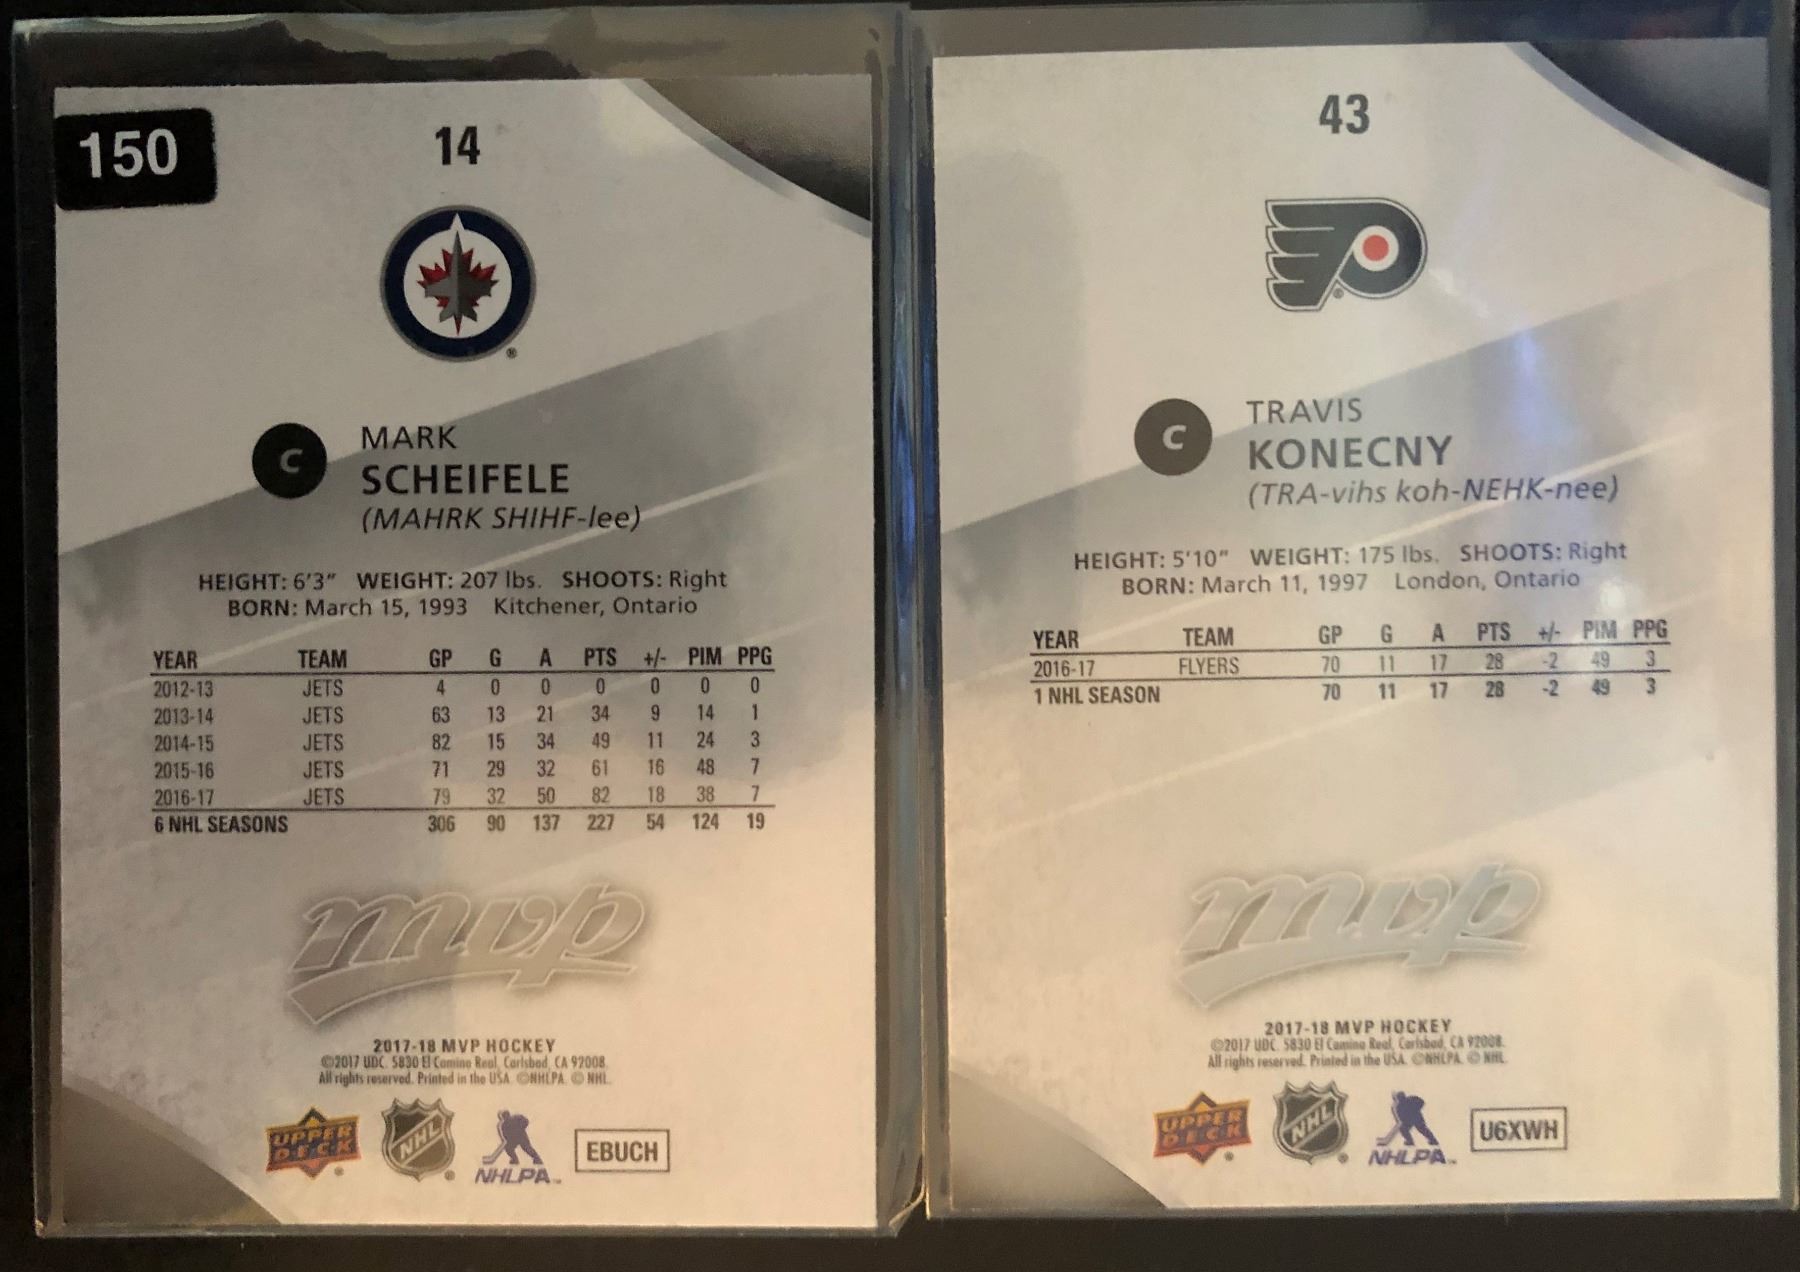 150
14
®
C
MARK
SCHEIFELE
(MAHRK SHIHF-lee)
HEIGHT: 6'3" WEIGHT: 207 lbs. SHOOTS: Right
BORN: March 15, 1993 Kitchener, Ontario
YEAR TEAM GP G A PTS +/- PIM PPG
2012-13 JETS 4 0 0 0 0 0 0
2013-14 JETS 63 13 21 34 9 14 1
2014-15 JETS 82 15 34 49 11 24 3
2015-16 JETS 71 29 32 61 16 48 7
2016-17 JETS 79 32 50 82 18 38 7
6 NHL SEASONS 306 90 137 227 54 124 19
mvp
2017-18 MVP HOCKEY
©2017 UDC. 5830 El Camino Real, Carlsbad, CA 92008.
All rights reserved. Printed in the USA. ©NHLPA. © NHL.
UPPER DECK ® NHL ® NHLPA™ EBUCH
43
®
C
TRAVIS
KONECNY
(TRA-vihs koh-NEHK-nee)
HEIGHT: 5'10" WEIGHT: 175 lbs. SHOOTS: Right
BORN: March 11, 1997 London, Ontario
YEAR TEAM GP G A PTS +/- PIM PPG
2016-17 FLYERS 70 11 17 28 -2 49 3
1 NHL SEASON 70 11 17 28 -2 49 3
mvp
2017-18 MVP HOCKEY
©2017 UDC. 5830 El Camino Real, Carlsbad, CA 92008.
All rights reserved. Printed in the USA. ©NHLPA. © NHL.
UPPER DECK ® NHL ® NHLPA™ U6XWH